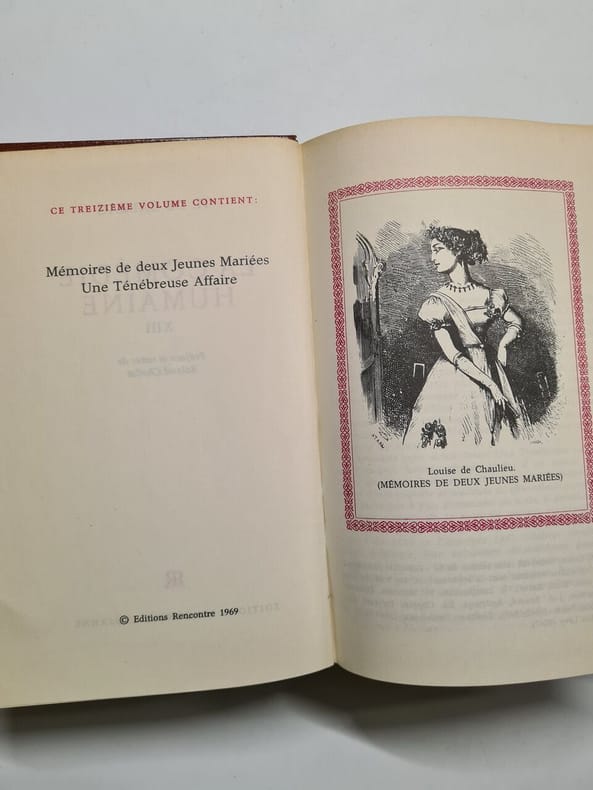 CE TREIZIÈME VOLUME CONTIENT:
Mémoires de deux Jeunes Mariées
Une Ténébreuse Affaire
© Editions Rencontre 1969
Louise de Chaulieu.
(MÉMOIRES DE DEUX JEUNES MARIÉES)